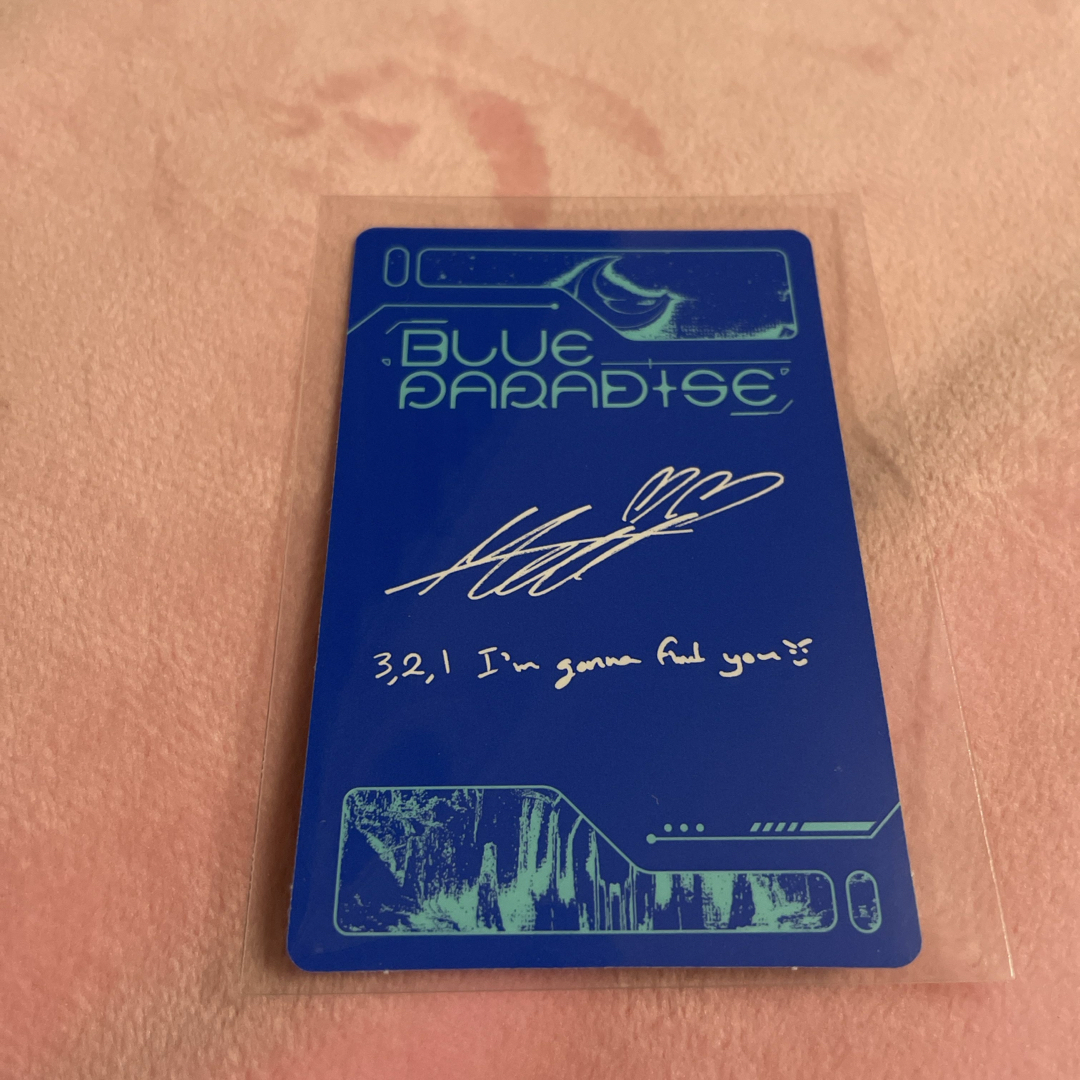 BLUE
PARADISE
3,2,1 I'm gonna find you